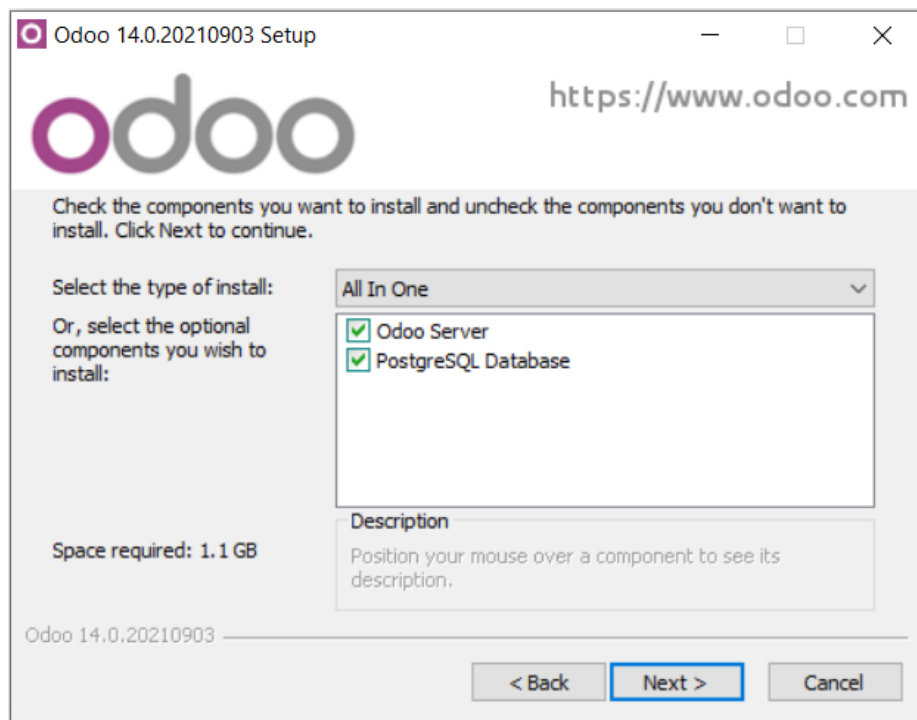 Odoo 14.0.20210903 Setup
odoo
https://www.odoo.com
Check the components you want to install and uncheck the components you don't want to
install. Click Next to continue.
Select the type of install:
All In One
Or, select the optional
components you wish to
install:
Odoo Server
PostgreSQL Database
Space required: 1.1 GB
Description
Position your mouse over a component to see its
description.
Odoo 14.0.20210903
< Back
Next >
Cancel